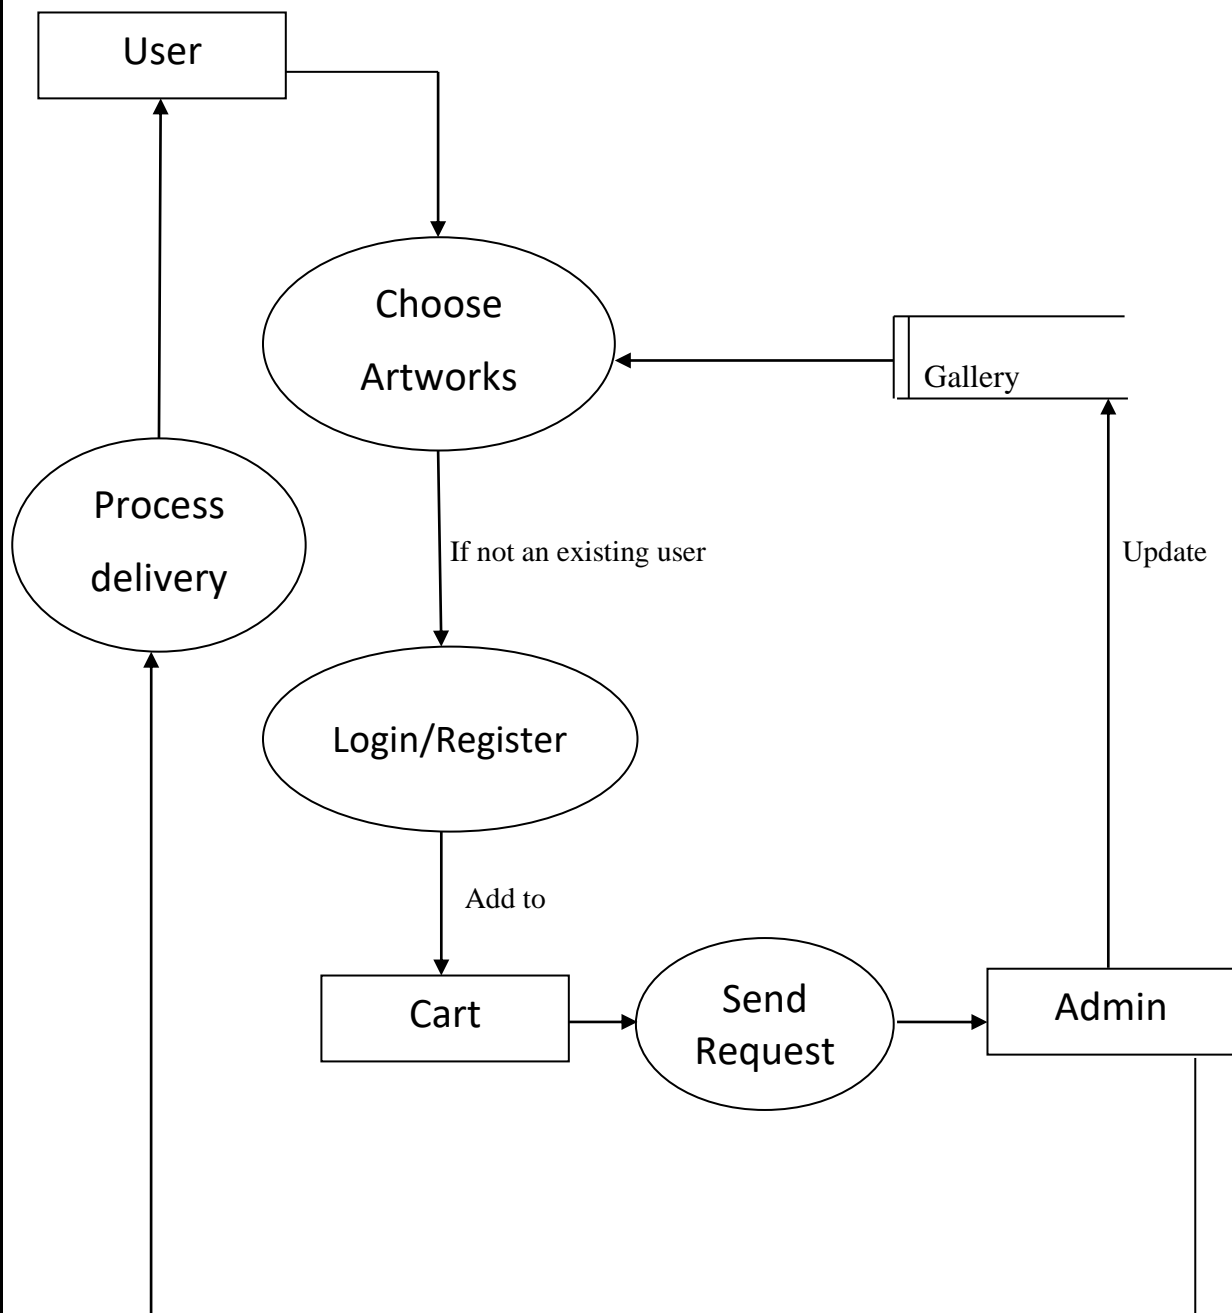 User
Choose
Artworks
Gallery
Process
delivery
If not an existing user
Update
Login/Register
Add to
Cart
Send
Request
Admin